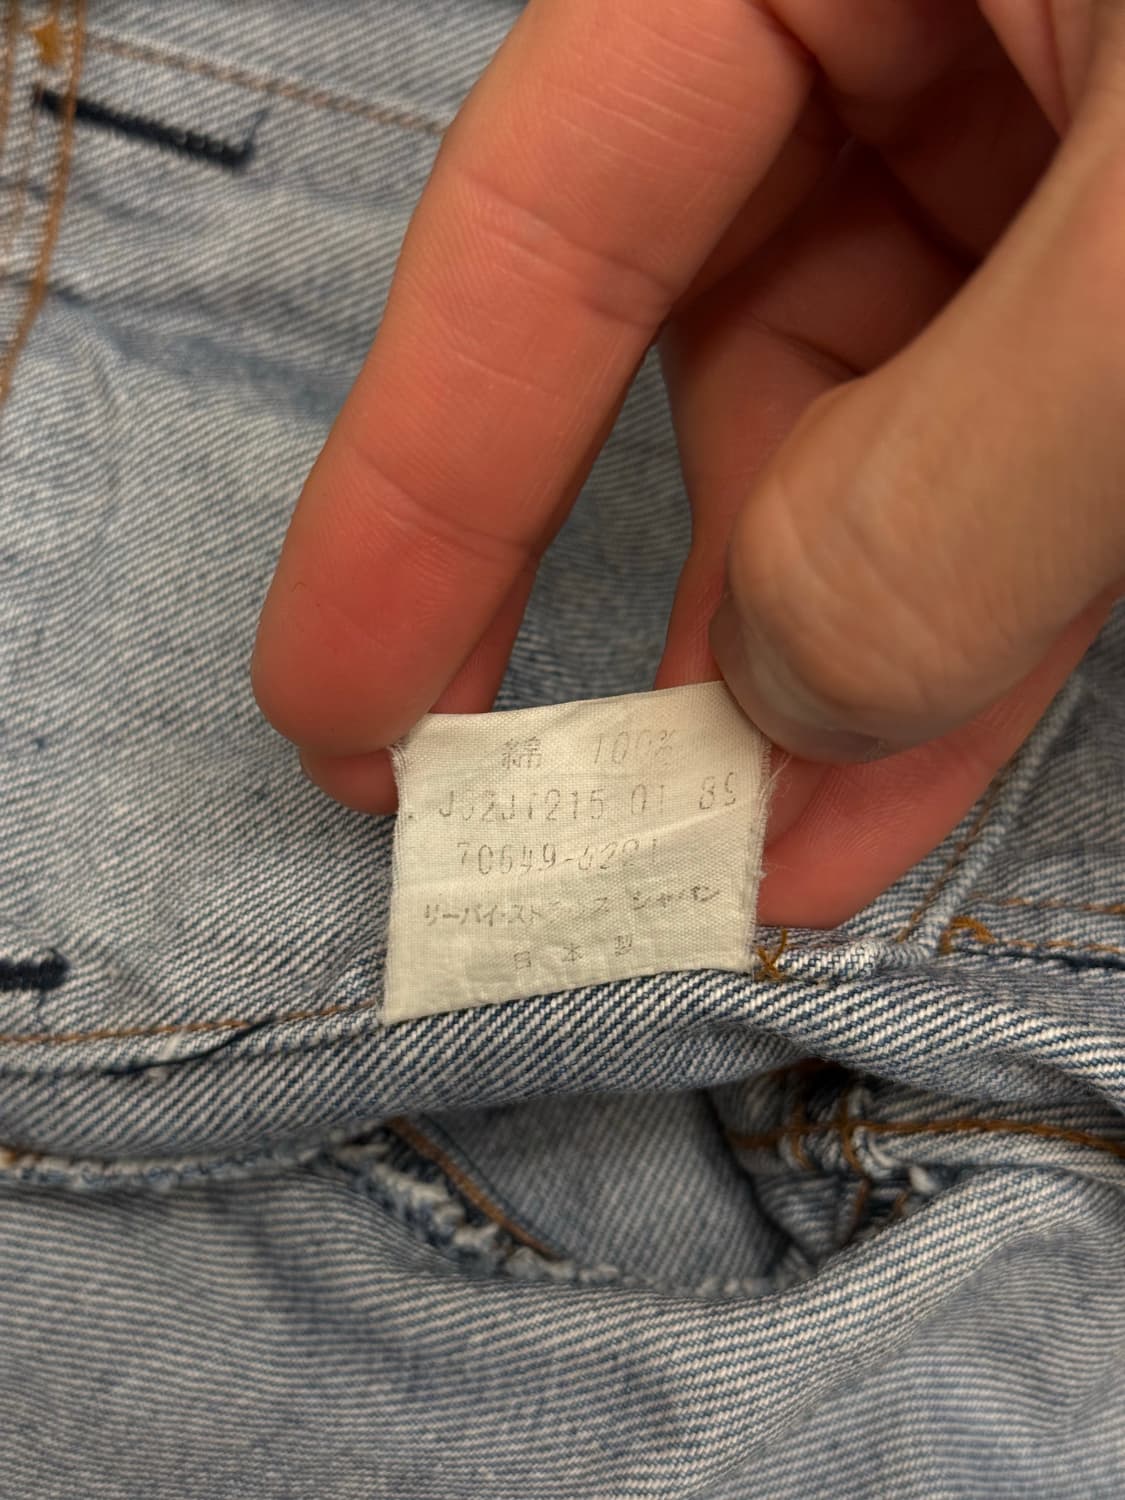 綿 100%
J02J1215 01 89
70649-6291
リーバイ・ストラウス ジャパン
日本製